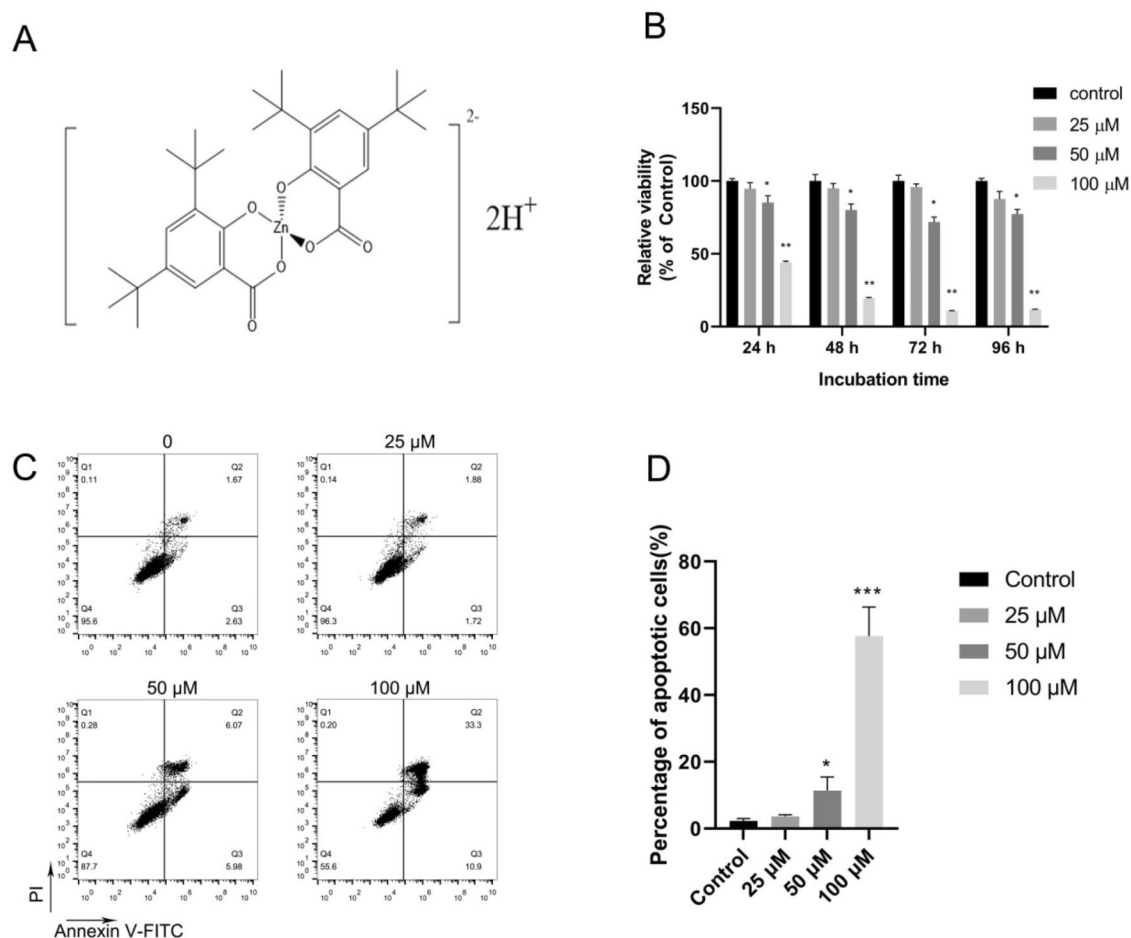 A
2-
O
O
Zn
O
O
O
O
2H+
B
Relative viability
(% of Control)
150
100
50
0
24 h 48 h 72 h 96 h
Incubation time
* ** * ** * ** * **
control
25 μM
50 μM
100 μM
C
0
Q1
0.11
Q2
1.67
Q4
95.6
Q3
2.63
25 μM
Q1
0.14
Q2
1.88
Q4
96.3
Q3
1.72
50 μM
Q1
0.28
Q2
6.07
Q4
87.7
Q3
5.98
100 μM
Q1
0.20
Q2
33.3
Q4
55.6
Q3
10.9
PI
Annexin V-FITC
D
Percentage of apoptotic cells(%)
80
60
40
20
0
*
***
Control 25 μM 50 μM 100 μM
Control
25 μM
50 μM
100 μM